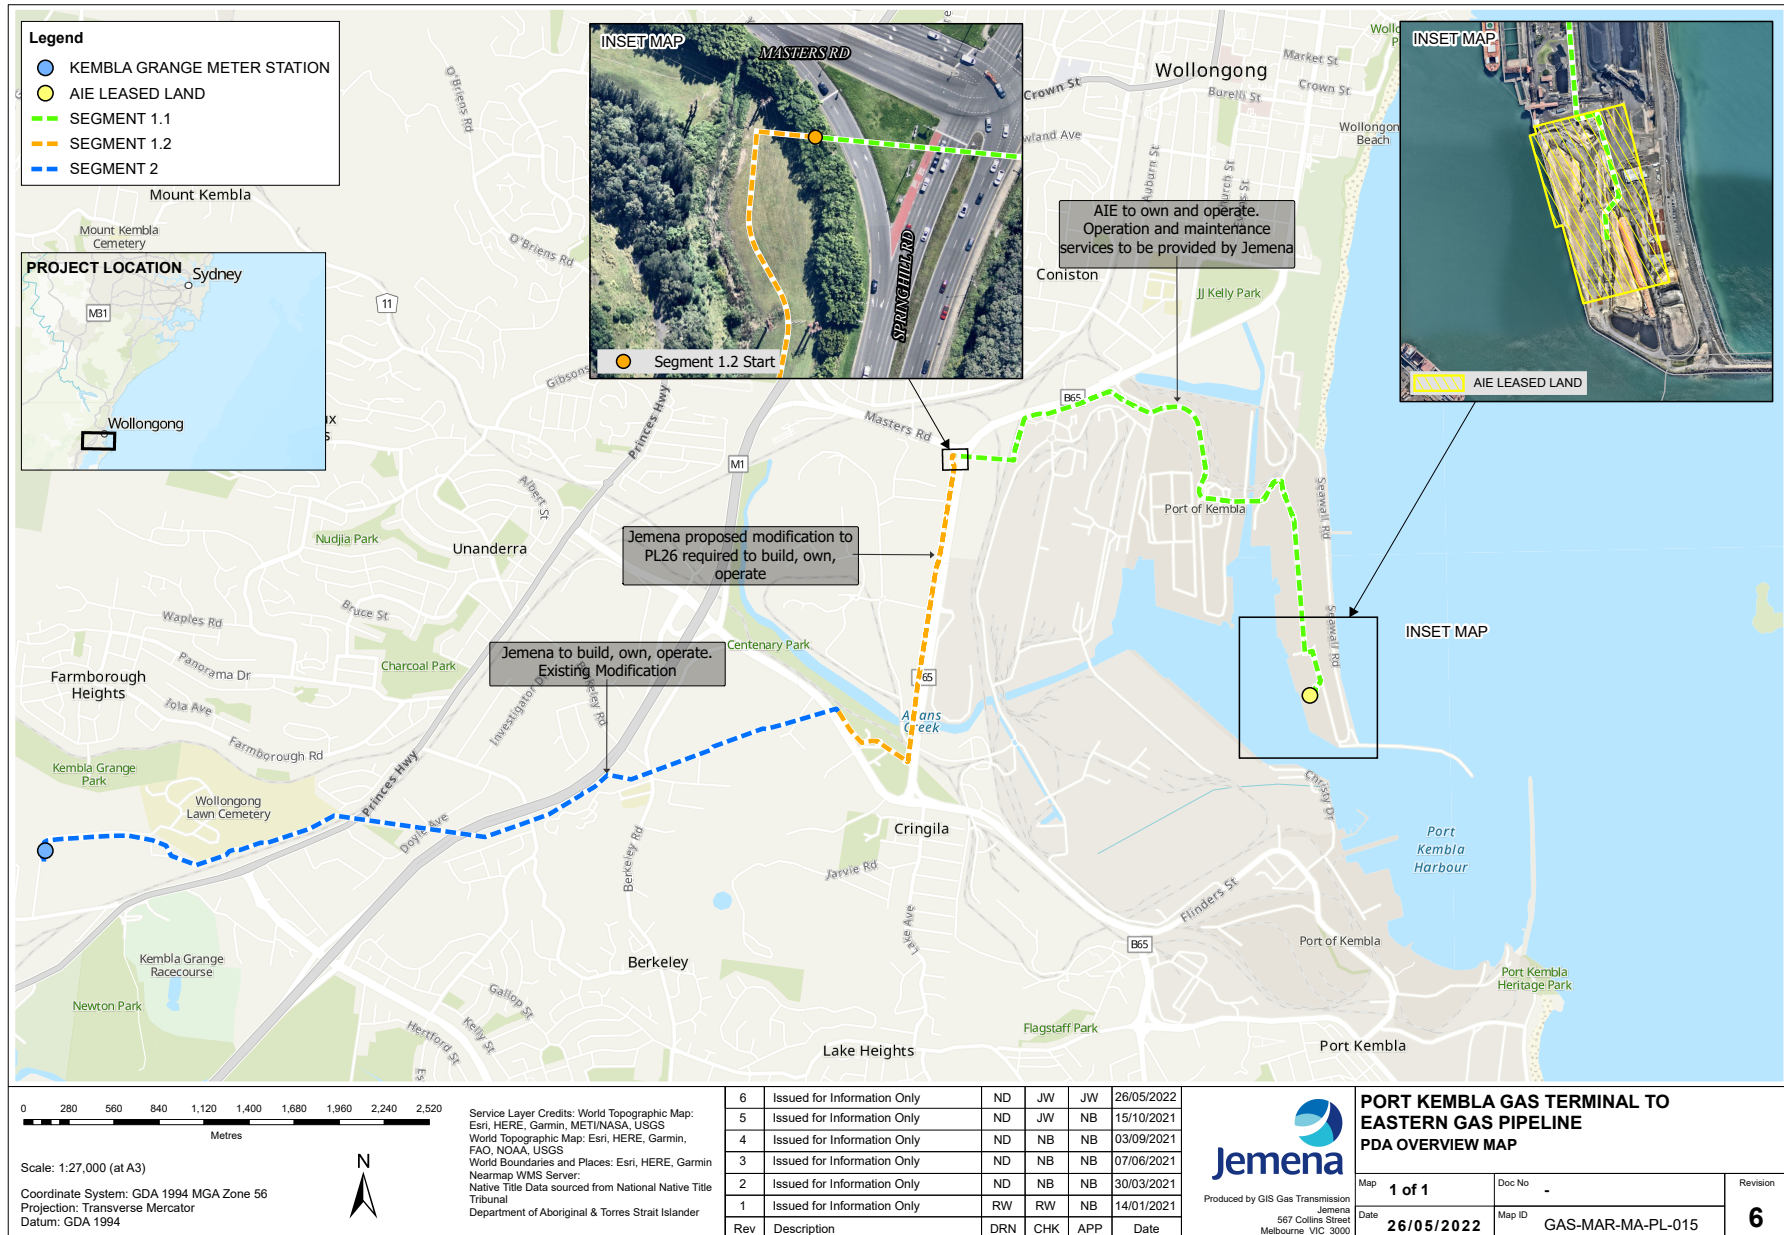 Legend
KEMBLA GRANGE METER STATION
AIE LEASED LAND
SEGMENT 1.1
SEGMENT 1.2
SEGMENT 2
Mount Kembla
Mount Kembla
Cemetery
PROJECT LOCATION
Sydney
M31
Wollongong
O'Briens Rd
O'Briens Rd
11
Gibsons
Princes Hwy
INSET MAP
MASTERS RD
SPRINGHILL RD
Segment 1.2 Start
Crown St
Wollongong
Market St
Crown St
Burelli St
Auburn St
Church St
Coniston
JJ Kelly Park
Beach
AIE to own and operate.
Operation and maintenance
services to be provided by Jemena
INSET MAP
AIE LEASED LAND
B65
Masters Rd
M1
Albert St
Nudjia Park
Unanderra
Bruce St
Waples Rd
Panorama Dr
Iola Ave
Farmborough
Heights
Charcoal Park
Farmborough Rd
Kembla Grange
Park
Wollongong
Lawn Cemetery
Princes Hwy
Doyle Ave
Investigator Dr
Berkeley Rd
Jemena proposed modification to
PL26 required to build, own,
operate
Jemena to build, own, operate.
Existing Modification
Centenary Park
65
Allans
Creek
Port of Kembla
Seawall Rd
Seawall Rd
INSET MAP
Christy Dr
Port
Kembla
Harbour
Cringila
Jarvie Rd
Lake Ave
Berkeley Rd
Flinders St
B65
Port of Kembla
Port Kembla
Heritage Park
Kembla Grange
Racecourse
Newton Park
Berkeley
Gallop St
Kelly St
Hertford St
Lake Heights
Flagstaff Park
Port Kembla
0 280 560 840 1,120 1,400 1,680 1,960 2,240 2,520
Metres
Scale: 1:27,000 (at A3)
Coordinate System: GDA 1994 MGA Zone 56
Projection: Transverse Mercator
Datum: GDA 1994
N
Service Layer Credits: World Topographic Map:
Esri, HERE, Garmin, METI/NASA, USGS
World Topographic Map: Esri, HERE, Garmin,
FAO, NOAA, USGS
World Boundaries and Places: Esri, HERE, Garmin
Nearmap WMS Server:
Native Title Data sourced from National Native Title
Tribunal
Department of Aboriginal & Torres Strait Islander
6 Issued for Information Only ND JW JW 26/05/2022
5 Issued for Information Only ND JW NB 15/10/2021
4 Issued for Information Only ND NB NB 03/09/2021
3 Issued for Information Only ND NB NB 07/06/2021
2 Issued for Information Only ND NB NB 30/03/2021
1 Issued for Information Only RW RW NB 14/01/2021
Rev Description DRN CHK APP Date
Jemena
Produced by GIS Gas Transmission
Jemena
567 Collins Street
Melbourne VIC 3000
PORT KEMBLA GAS TERMINAL TO
EASTERN GAS PIPELINE
PDA OVERVIEW MAP
Map 1 of 1
Doc No -
Revision
Date 26/05/2022
Map ID GAS-MAR-MA-PL-015
6